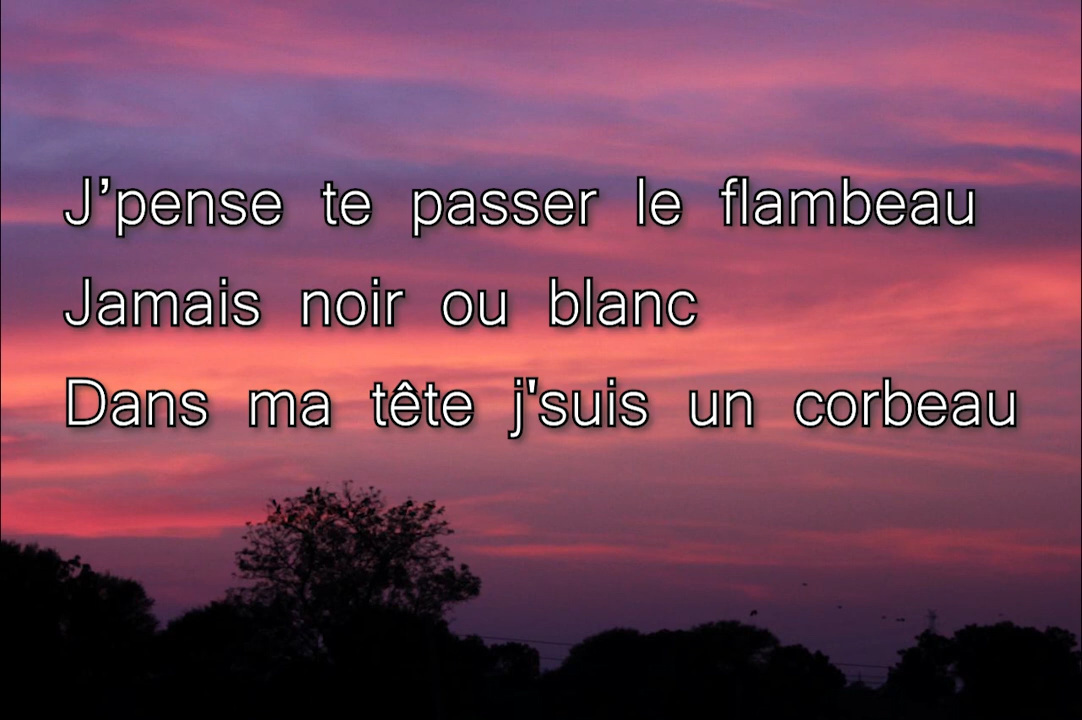 J’pense te passer le flambeau
Jamais noir ou blanc
Dans ma tête j'suis un corbeau